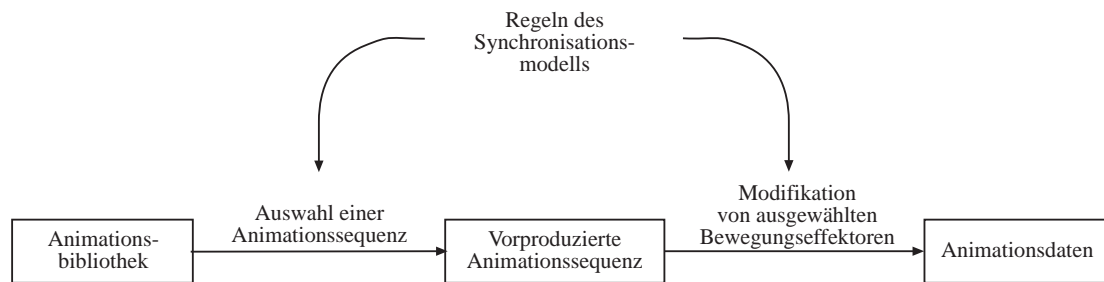 Regeln des
Synchronisations-
modells
Auswahl einer
Animationssequenz
Modifikation
von ausgewählten
Bewegungseffektoren
Animations-
bibliothek
Vorproduzierte
Animationssequenz
Animationsdaten